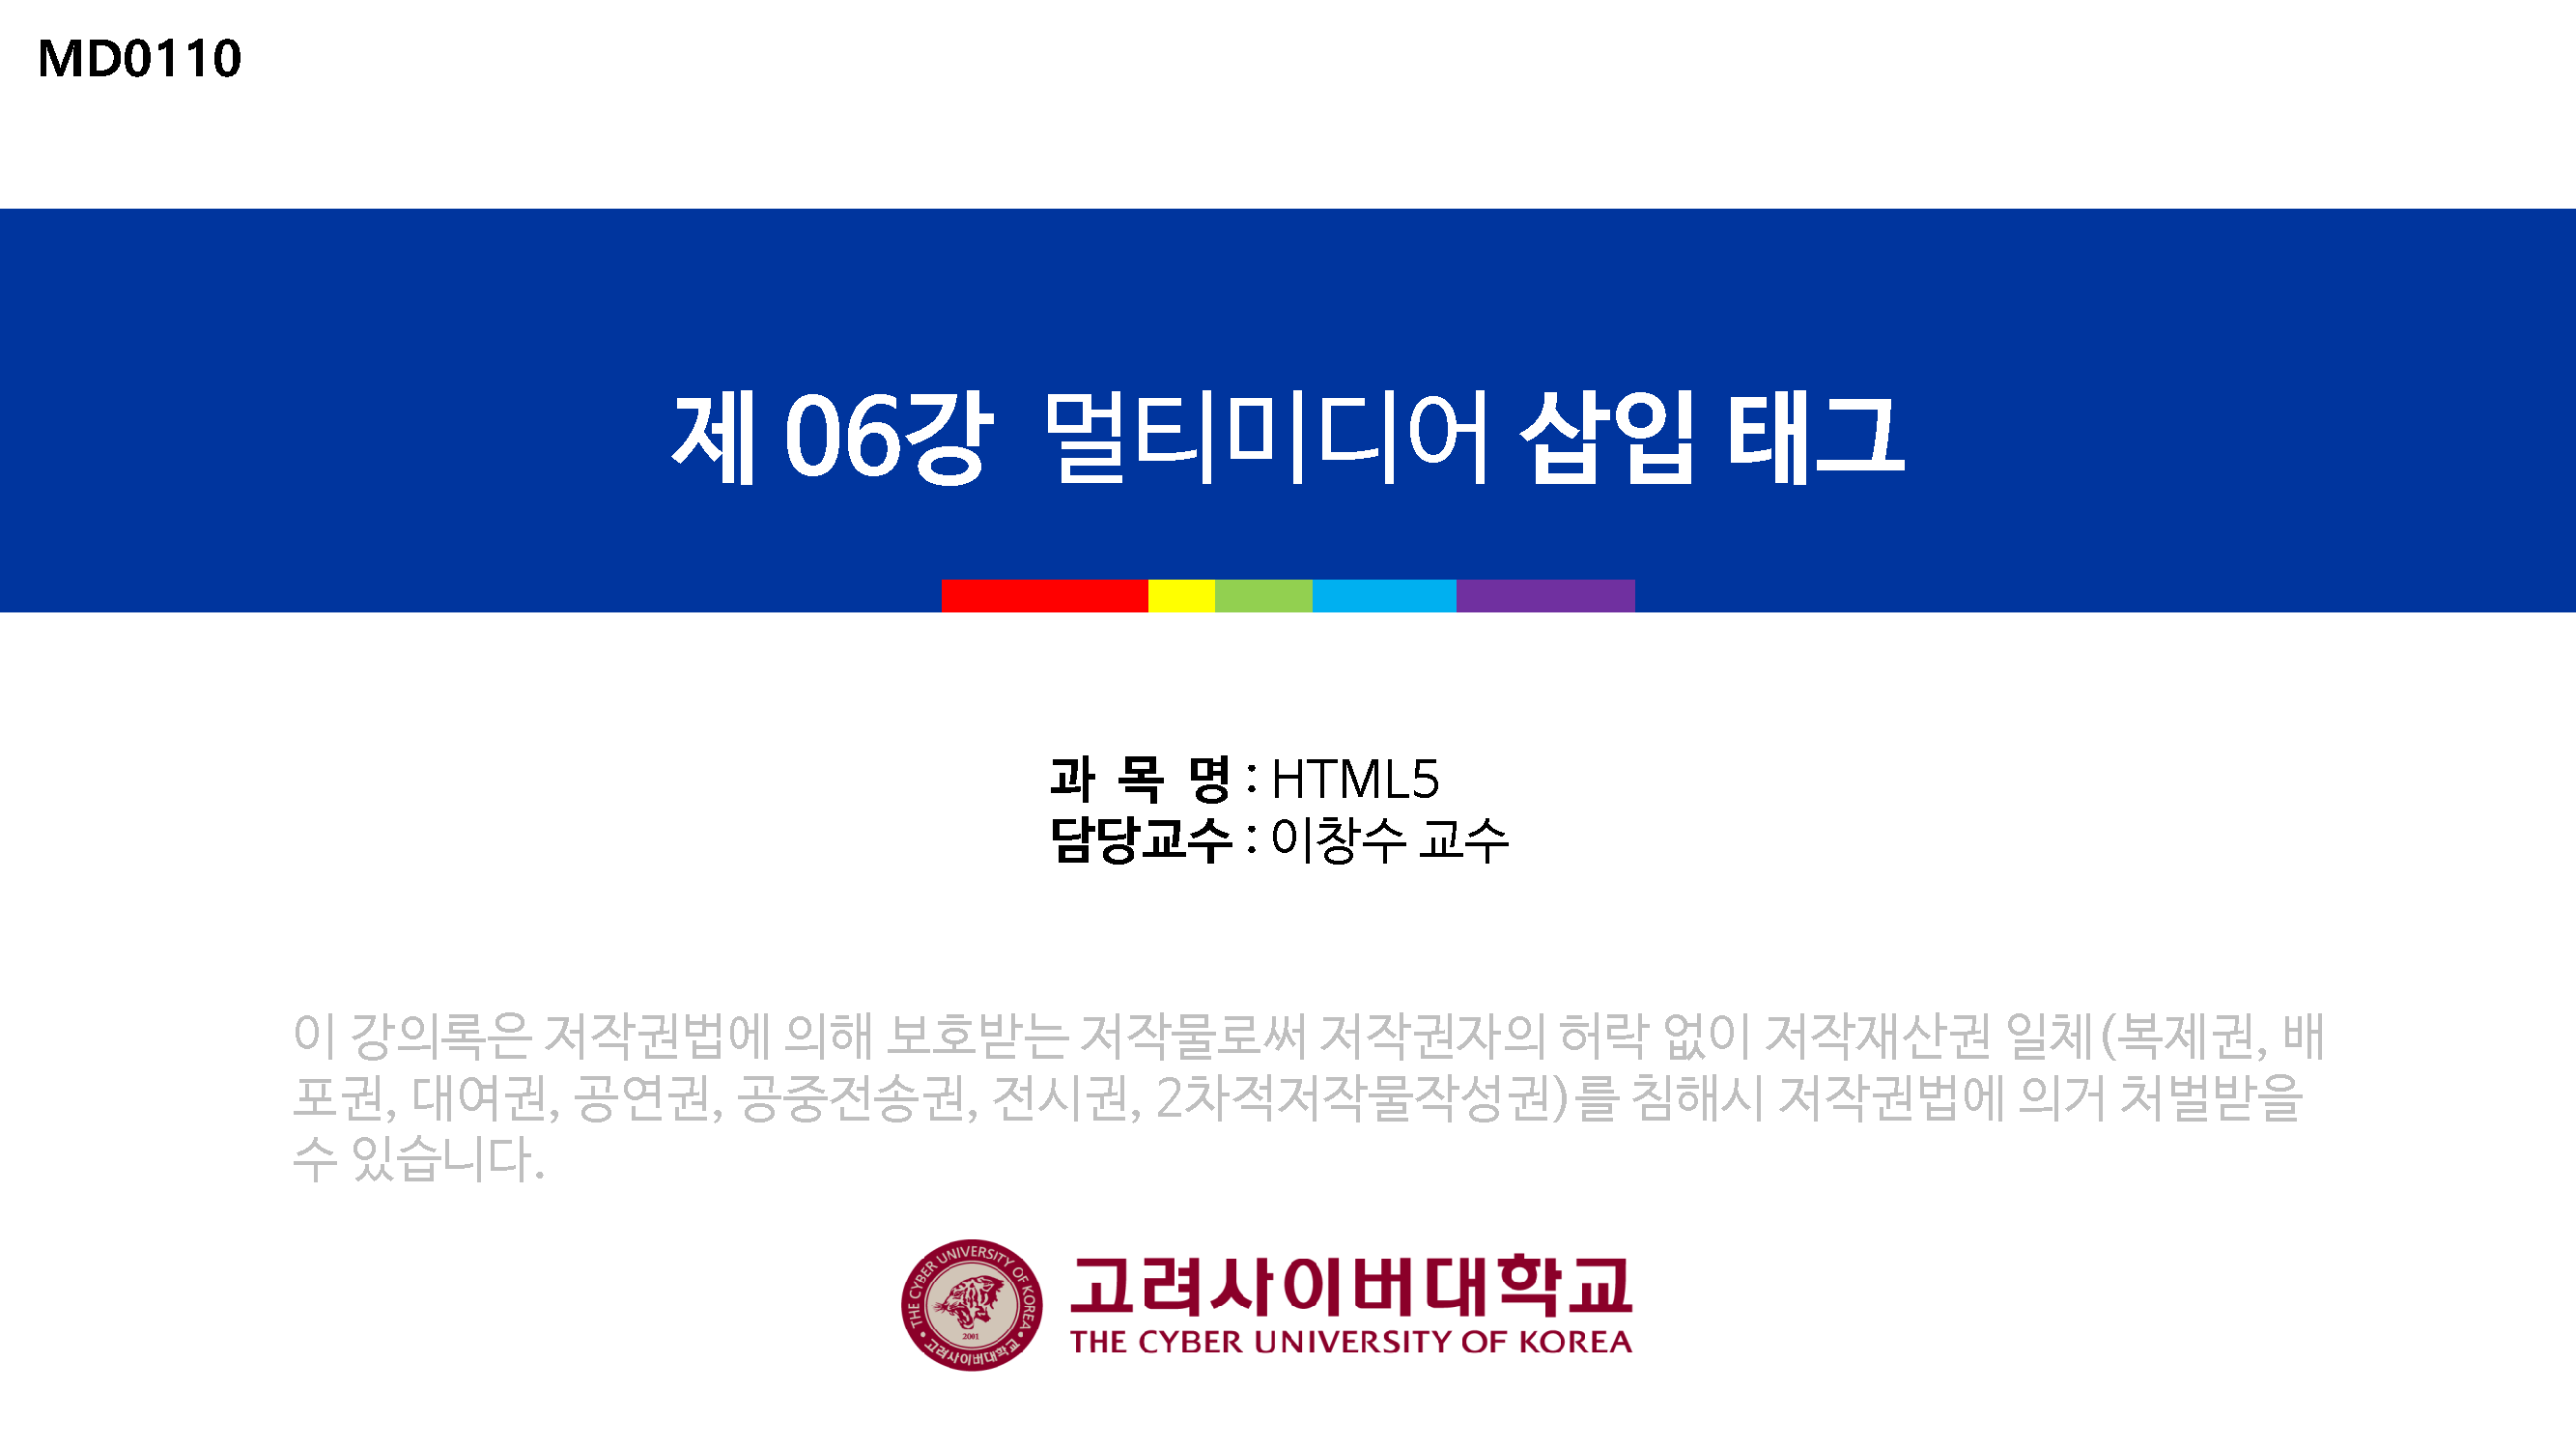 MD0110
제 06강 멀티미디어 삽입 태그
과 목 명 : HTML5
담당교수 : 이창수 교수
이 강의록은 저작권법에 의해 보호받는 저작물로써 저작권자의 허락 없이 저작재산권 일체(복제권, 배
포권, 대여권, 공연권, 공중전송권, 전시권, 2차적저작물작성권)를 침해시 저작권법에 의거 처벌받을
수 있습니다.
THE CYBER UNIVERSITY OF KOREA
2001
고려사이버대학교
고려사이버대학교
THE CYBER UNIVERSITY OF KOREA